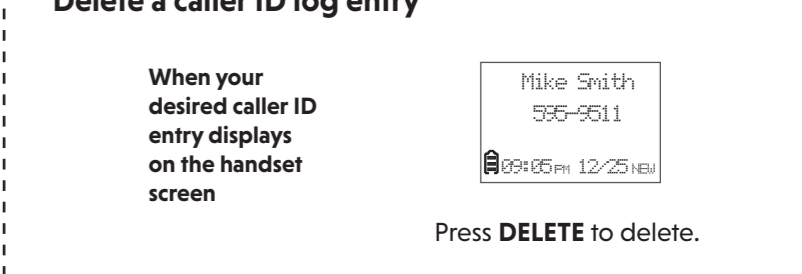 Delete a caller ID log entry
When your
desired caller ID
entry displays
on the handset
screen
Mike Smith
595-9511
09:05PM 12/25 NEW
Press DELETE to delete.